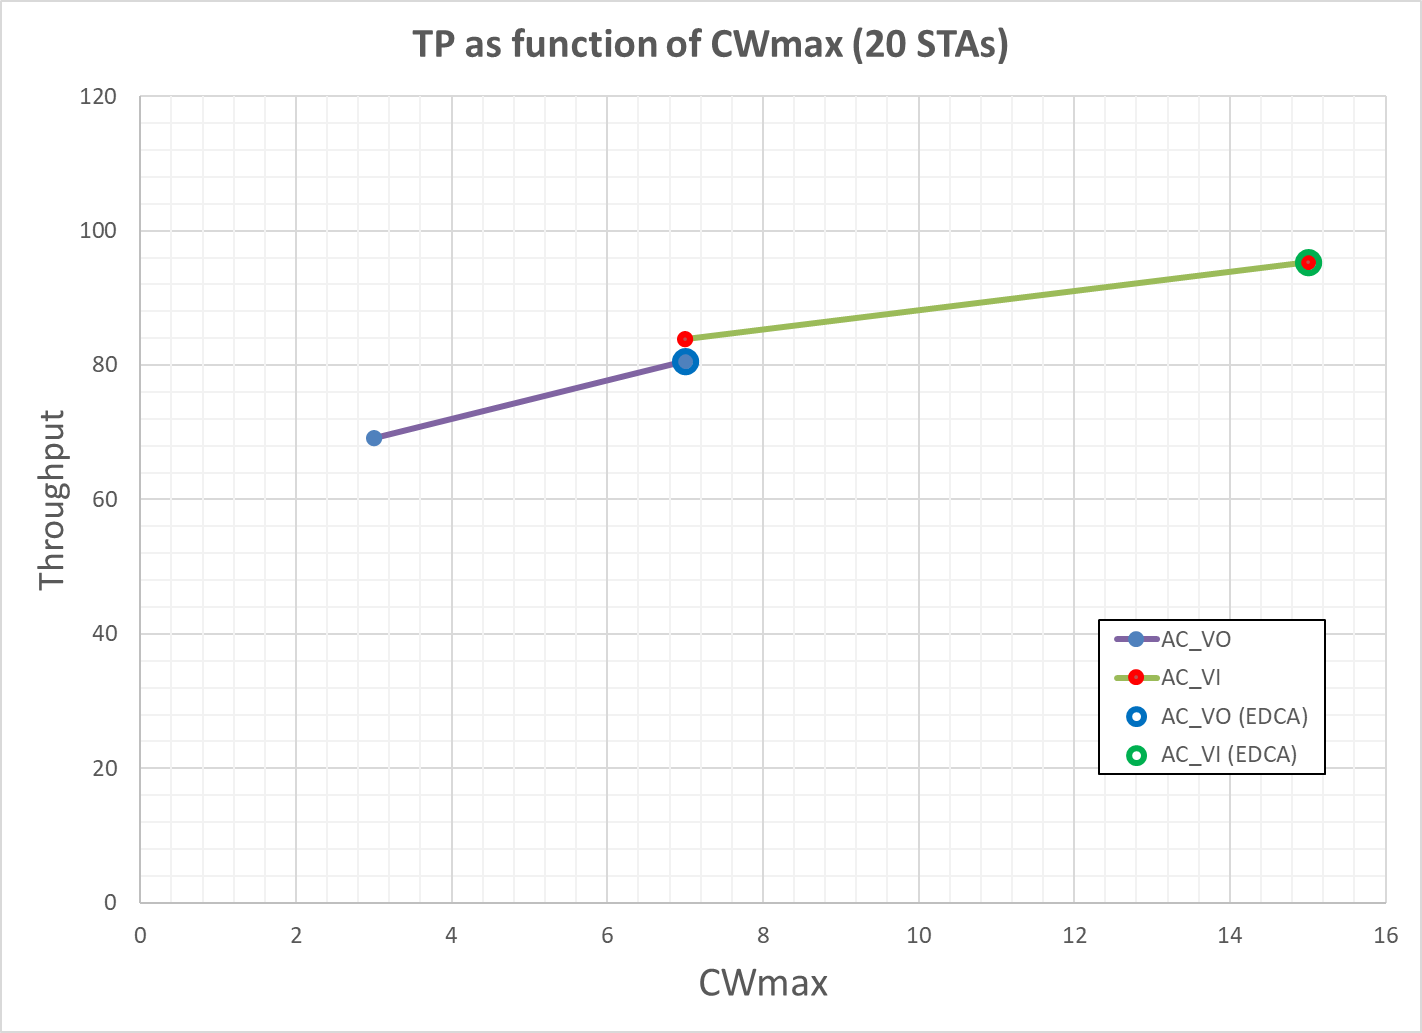 TP as function of CWmax (20 STAs)
120
100
80
60
40
20
0
Throughput
0 2 4 6 8 10 12 14 16
CWmax
AC_VO
AC_VI
AC_VO (EDCA)
AC_VI (EDCA)